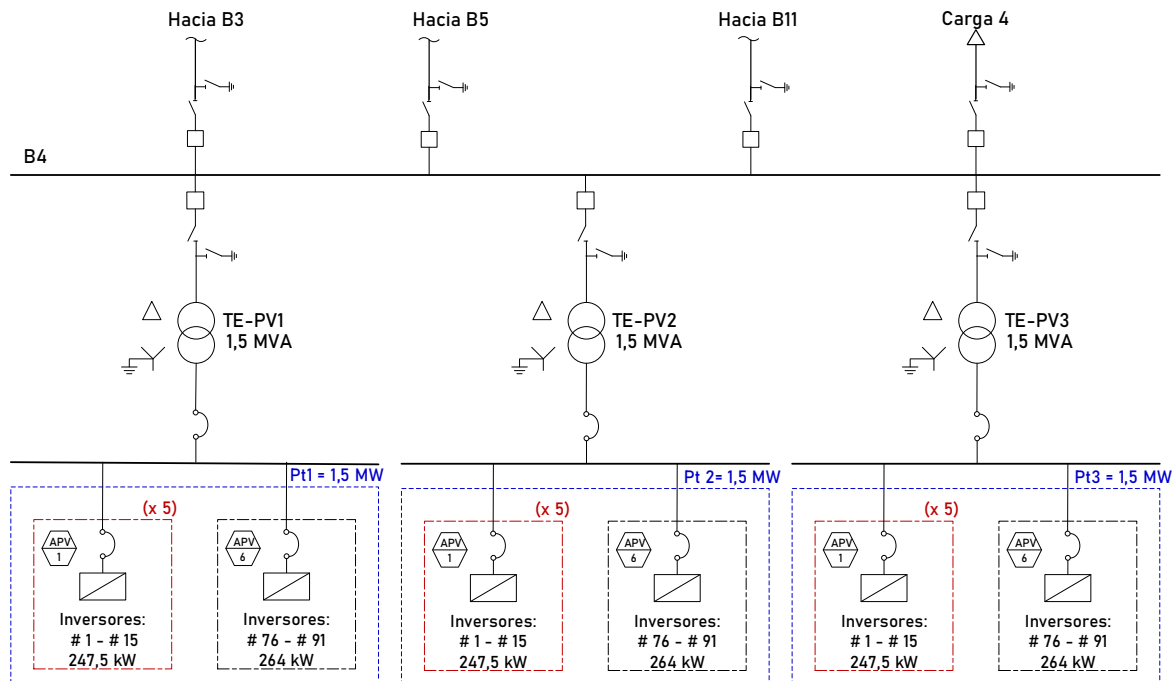 Hacia B3
Hacia B5
Hacia B11
Carga 4
B4
TE-PV1
1,5 MVA
TE-PV2
1,5 MVA
TE-PV3
1,5 MVA
Pt1 = 1,5 MW
Pt 2= 1,5 MW
Pt3 = 1,5 MW
(x 5)
APV
1
Inversores:
# 1 - # 15
247,5 kW
APV
6
Inversores:
# 76 - # 91
264 kW
(x 5)
APV
1
Inversores:
# 1 - # 15
247,5 kW
APV
6
Inversores:
# 76 - # 91
264 kW
(x 5)
APV
1
Inversores:
# 1 - # 15
247,5 kW
APV
6
Inversores:
# 76 - # 91
264 kW